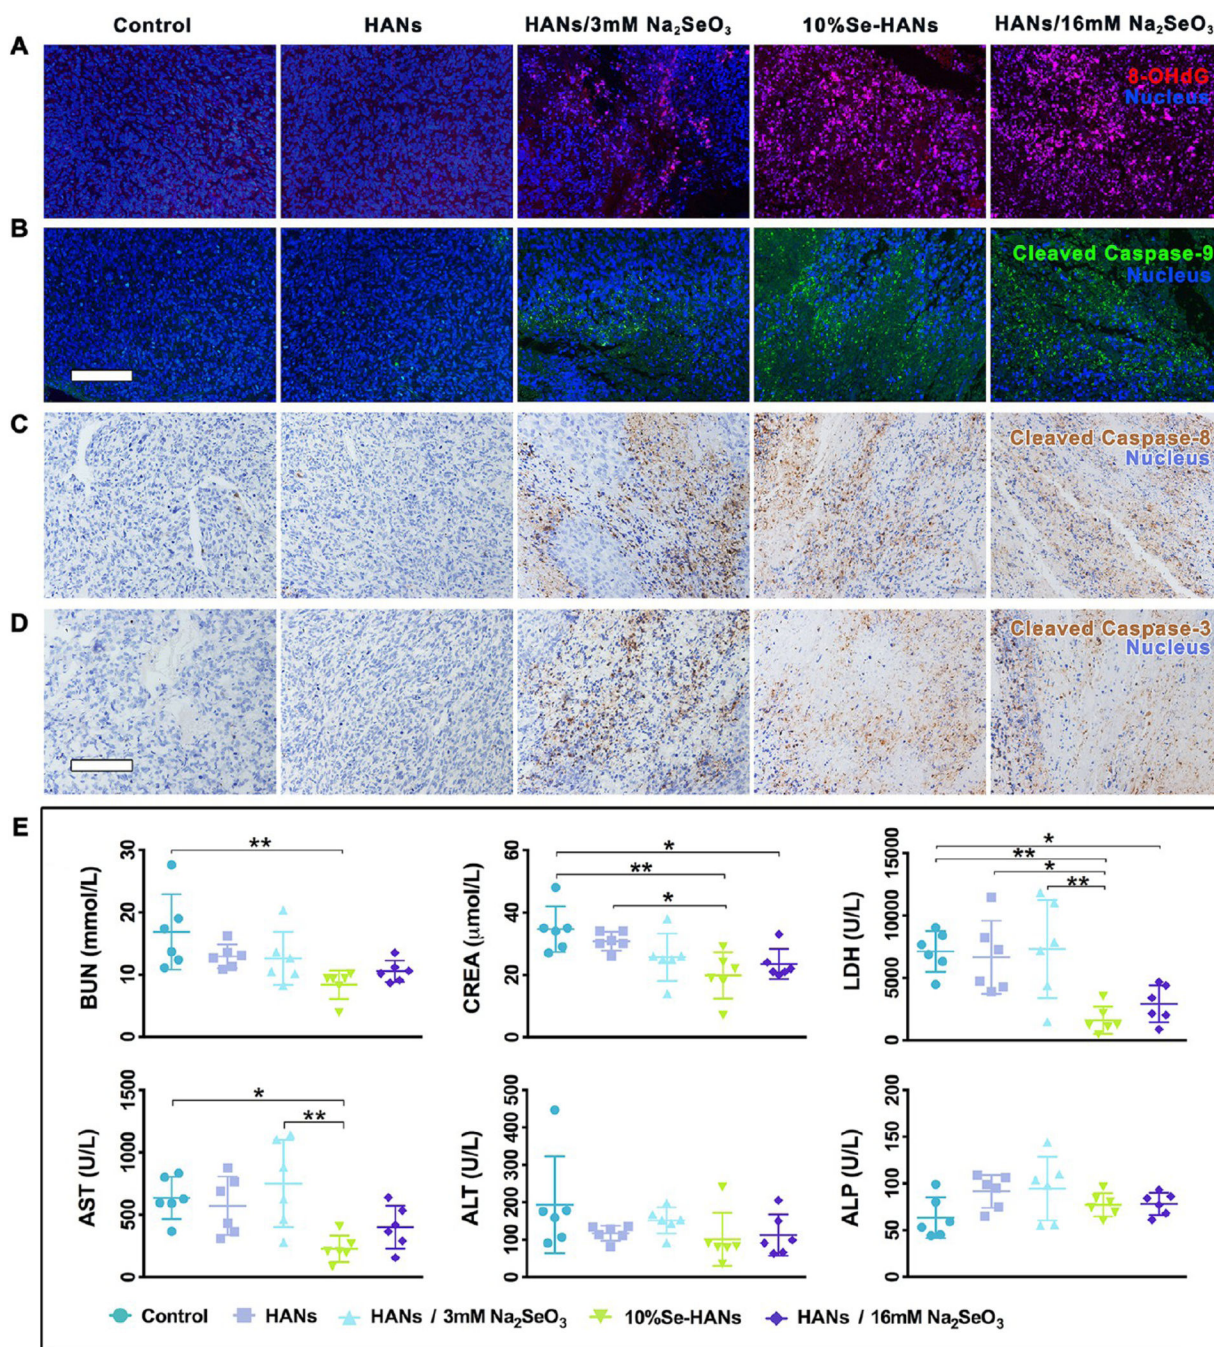 Control HANs HANs/3mM Na₂SeO₃ 10%Se-HANs HANs/16mM Na₂SeO₃
A
8-OHdG
Nucleus
B
Cleaved Caspase-9
Nucleus
C
Cleaved Caspase-8
Nucleus
D
Cleaved Caspase-3
Nucleus
E
BUN (mmol/L)
30
20
10
0
**
CREA (μmol/L)
60
40
20
0
*
**
*
LDH (U/L)
15000
10000
5000
0
*
**
*
**
AST (U/L)
1500
1000
500
0
*
**
ALT (U/L)
500
400
300
200
100
0
ALP (U/L)
200
150
100
50
0
Control HANs HANs / 3mM Na₂SeO₃ 10%Se-HANs HANs / 16mM Na₂SeO₃